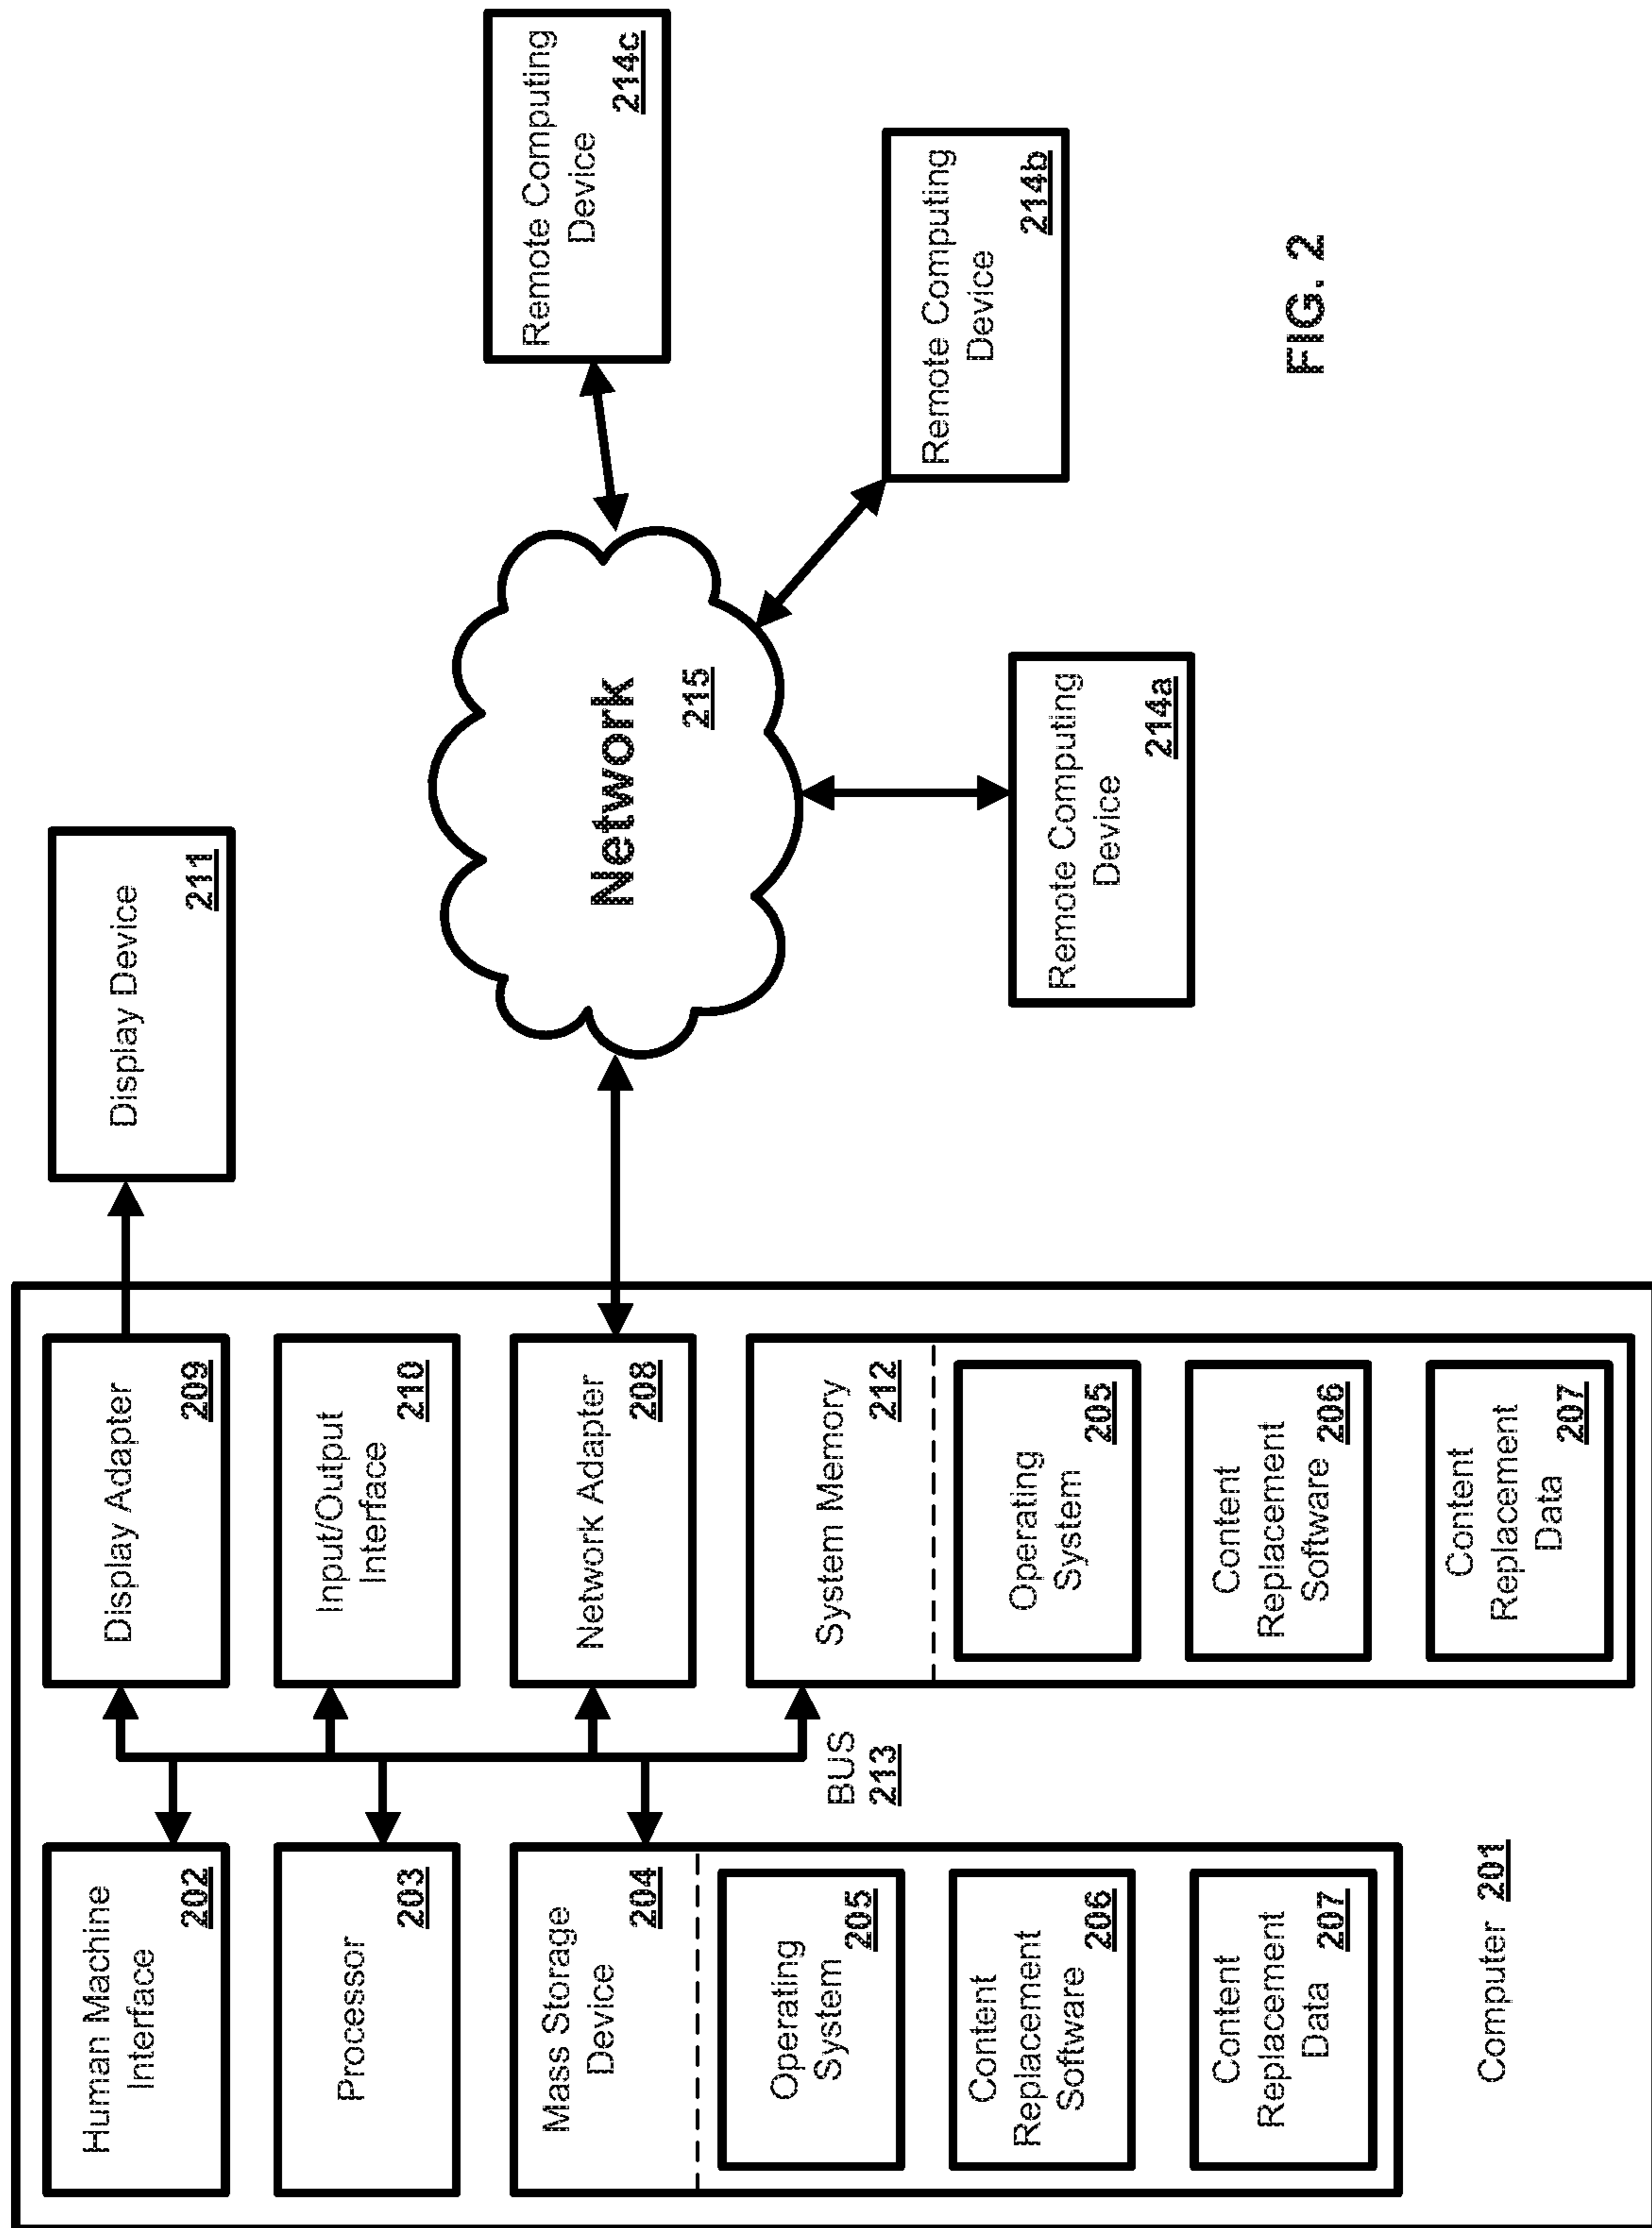 Human Machine
Interface
202
Processor
203
Mass Storage
Device
204
Operating
System
205
Content
Replacement
Software
206
Content
Replacement
Data
207
Computer 201
BUS
213
Display Adapter
209
Input/Output
Interface
210
Network Adapter
208
System Memory
212
Operating
System
205
Content
Replacement
Software
206
Content
Replacement
Data
207
Display Device
211
Network
215
Remote Computing
Device
214a
Remote Computing
Device
214b
Remote Computing
Device
214c
FIG. 2